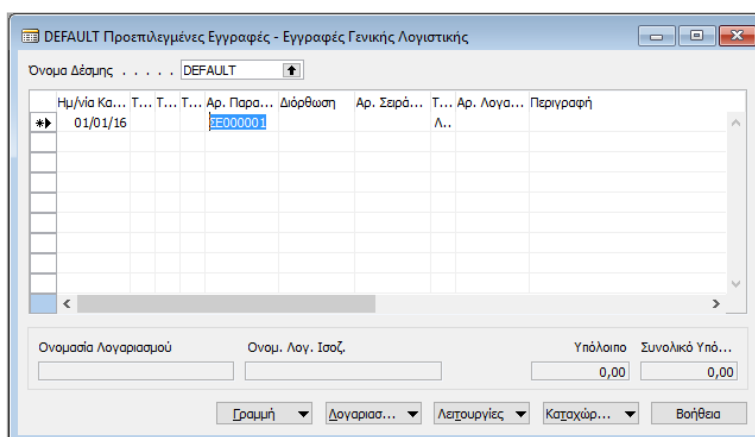 DEFAULT Προεπιλεγμένες Εγγραφές - Εγγραφές Γενικής Λογιστικής
Όνομα Δέσμης . . . . . DEFAULT
Ημ/νία Κα... Τ... Τ... Τ... Αρ. Παρα... Διόρθωση Αρ. Σειρά... Τ... Αρ. Λογα... Περιγραφή
01/01/16 ΣΕ000001 Λ..
Ονομασία Λογαριασμού Ονομ. Λογ. Ισοζ. Υπόλοιπο Συνολικό Υπό...
0,00 0,00
Γραμμή Λογαριασ... Λειτουργίες Καταχώρ... Βοήθεια